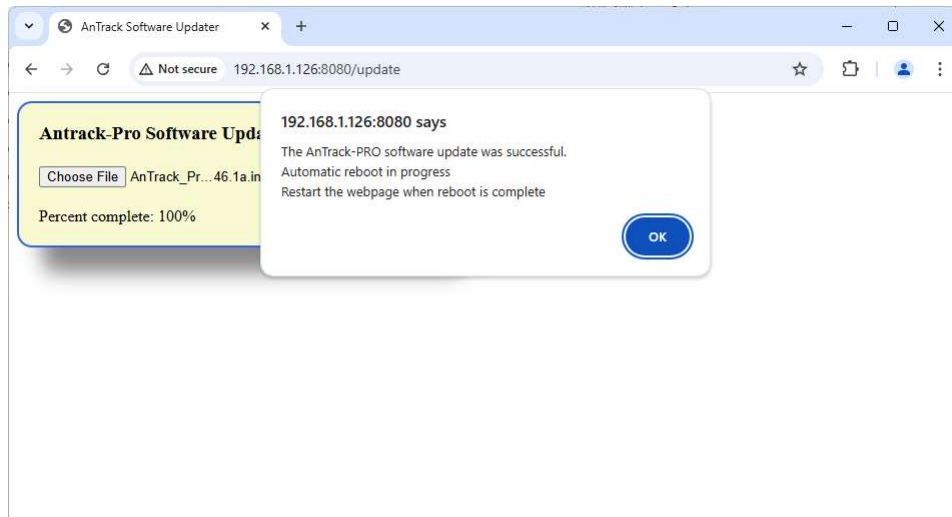 AnTrack Software Updater
Not secure 192.168.1.126:8080/update
Antrack-Pro Software Upda
Choose File AnTrack_Pr...46.1a.in
Percent complete: 100%
192.168.1.126:8080 says
The AnTrack-PRO software update was successful.
Automatic reboot in progress
Restart the webpage when reboot is complete
OK